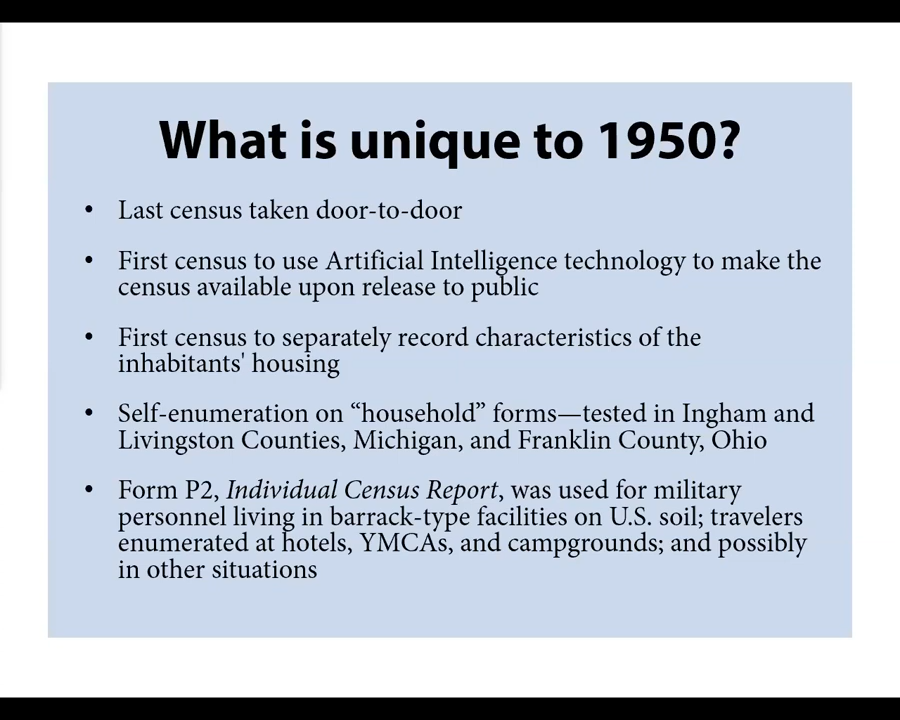 What is unique to 1950?
• Last census taken door-to-door
• First census to use Artificial Intelligence technology to make the
census available upon release to public
• First census to separately record characteristics of the
inhabitants' housing
• Self-enumeration on “household” forms—tested in Ingham and
Livingston Counties, Michigan, and Franklin County, Ohio
• Form P2, Individual Census Report, was used for military
personnel living in barrack-type facilities on U.S. soil; travelers
enumerated at hotels, YMCAs, and campgrounds; and possibly
in other situations